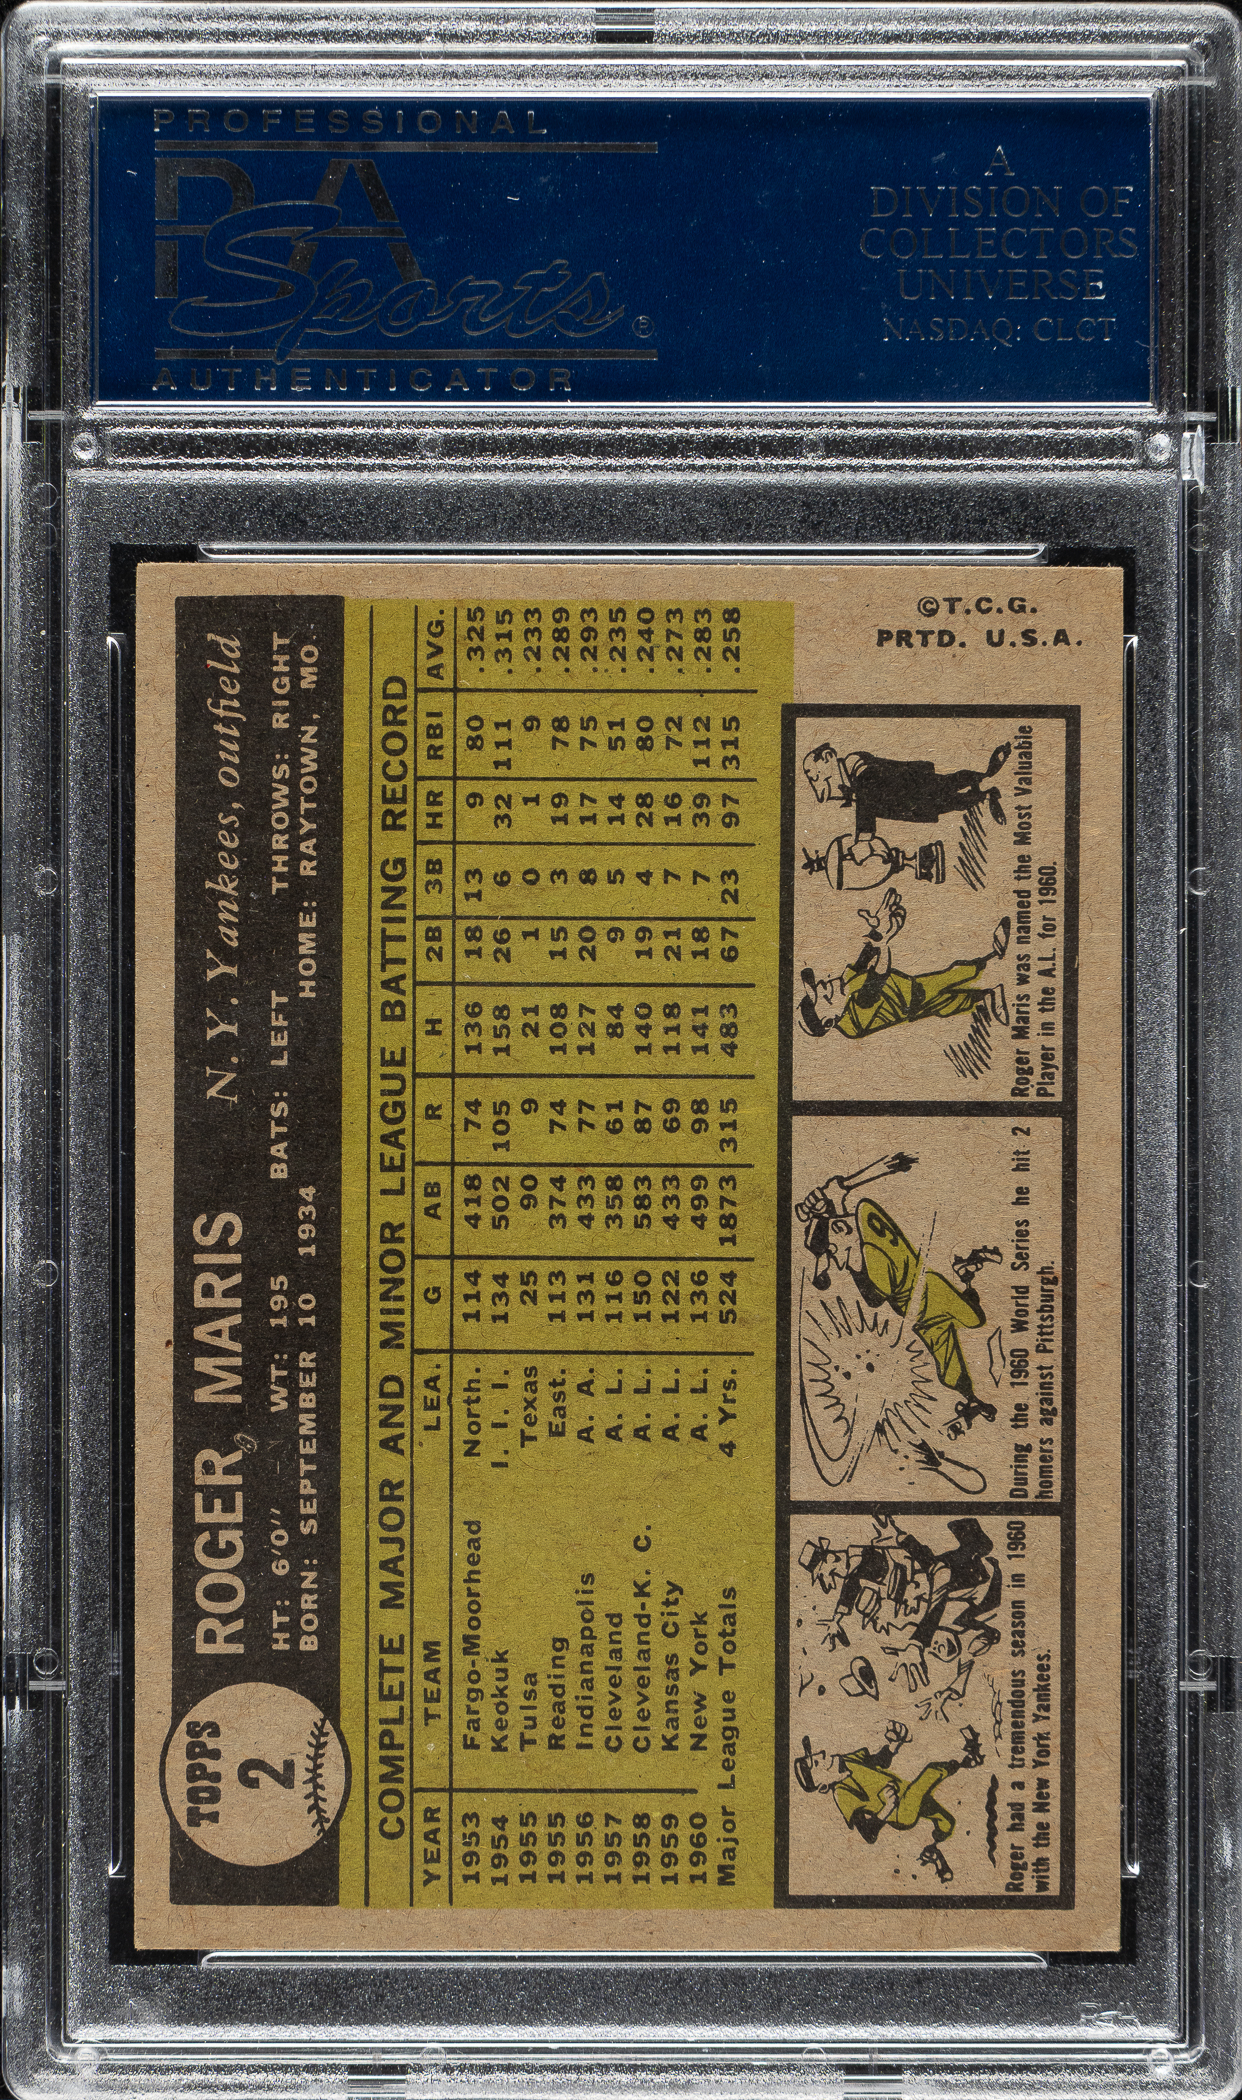 PROFESSIONAL
PSA
Sports®
AUTHENTICATOR
A
DIVISION OF
COLLECTORS
UNIVERSE
NASDAQ: CLCT
TOPPS
2
ROGER MARIS N.Y. Yankees, outfield
HT: 6'0" WT: 195 BATS: LEFT THROWS: RIGHT
BORN: SEPTEMBER 10 1934 HOME: RAYTOWN, MO.
COMPLETE MAJOR AND MINOR LEAGUE BATTING RECORD
YEAR TEAM LEA. G AB R H 2B 3B HR RBI AVG.
1953 Fargo-Moorhead North. 114 418 74 136 18 13 9 80 .325
1954 Keokuk I. I. I. 134 502 105 158 26 6 32 111 .315
1955 Tulsa Texas 25 90 9 21 1 0 1 9 .233
1955 Reading East. 113 374 74 108 15 3 19 78 .289
1956 Indianapolis A. A. 131 433 77 127 20 8 17 75 .293
1957 Cleveland A. L. 116 358 61 84 9 5 14 51 .235
1958 Cleveland-K. C. A. L. 150 583 87 140 19 4 28 80 .240
1959 Kansas City A. L. 122 433 69 118 21 7 16 72 .273
1960 New York A. L. 136 499 98 141 18 7 39 112 .283
Major League Totals 4 Yrs. 524 1873 315 483 67 23 97 315 .258
Roger had a tremendous season in 1960
with the New York Yankees.
9
During the 1960 World Series he hit 2
homers against Pittsburgh.
Roger Maris was named the Most Valuable
Player in the A.L. for 1960.
©T.C.G.
PRTD. U.S.A.